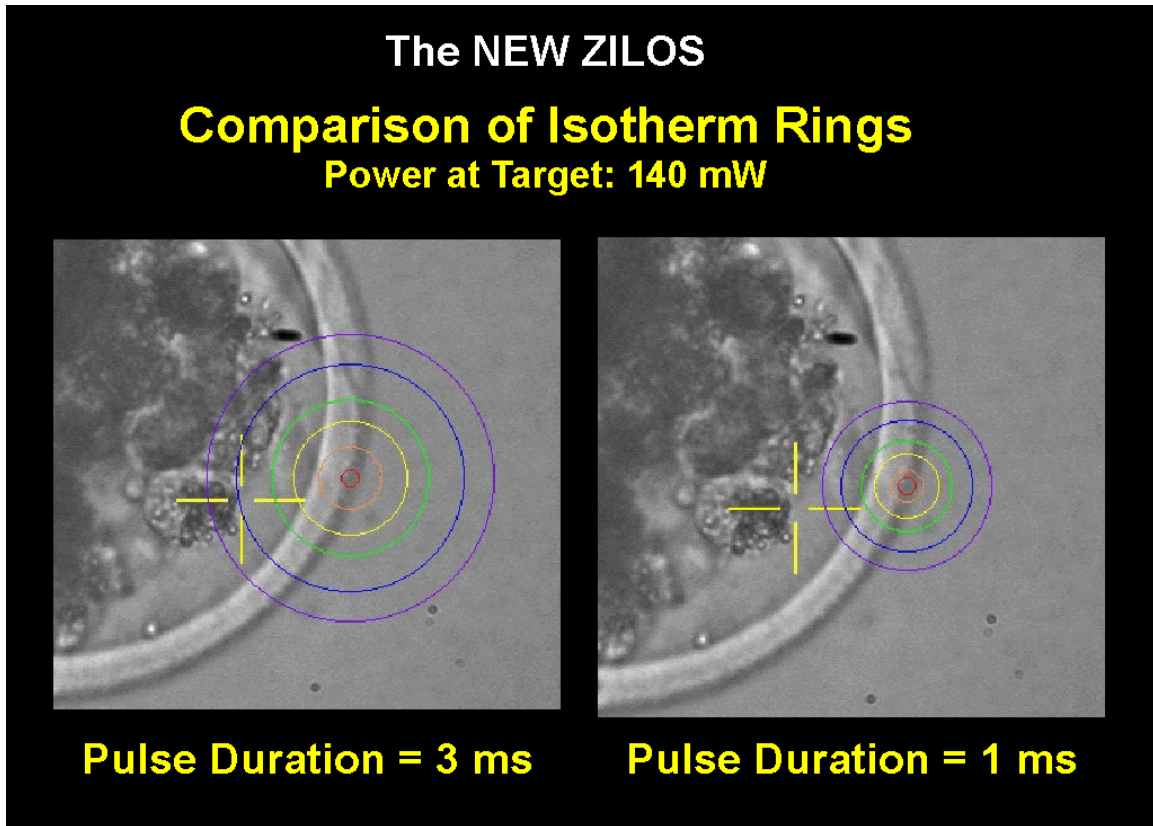 The NEW ZILOS
Comparison of Isotherm Rings
Power at Target: 140 mW
Pulse Duration = 3 ms
Pulse Duration = 1 ms